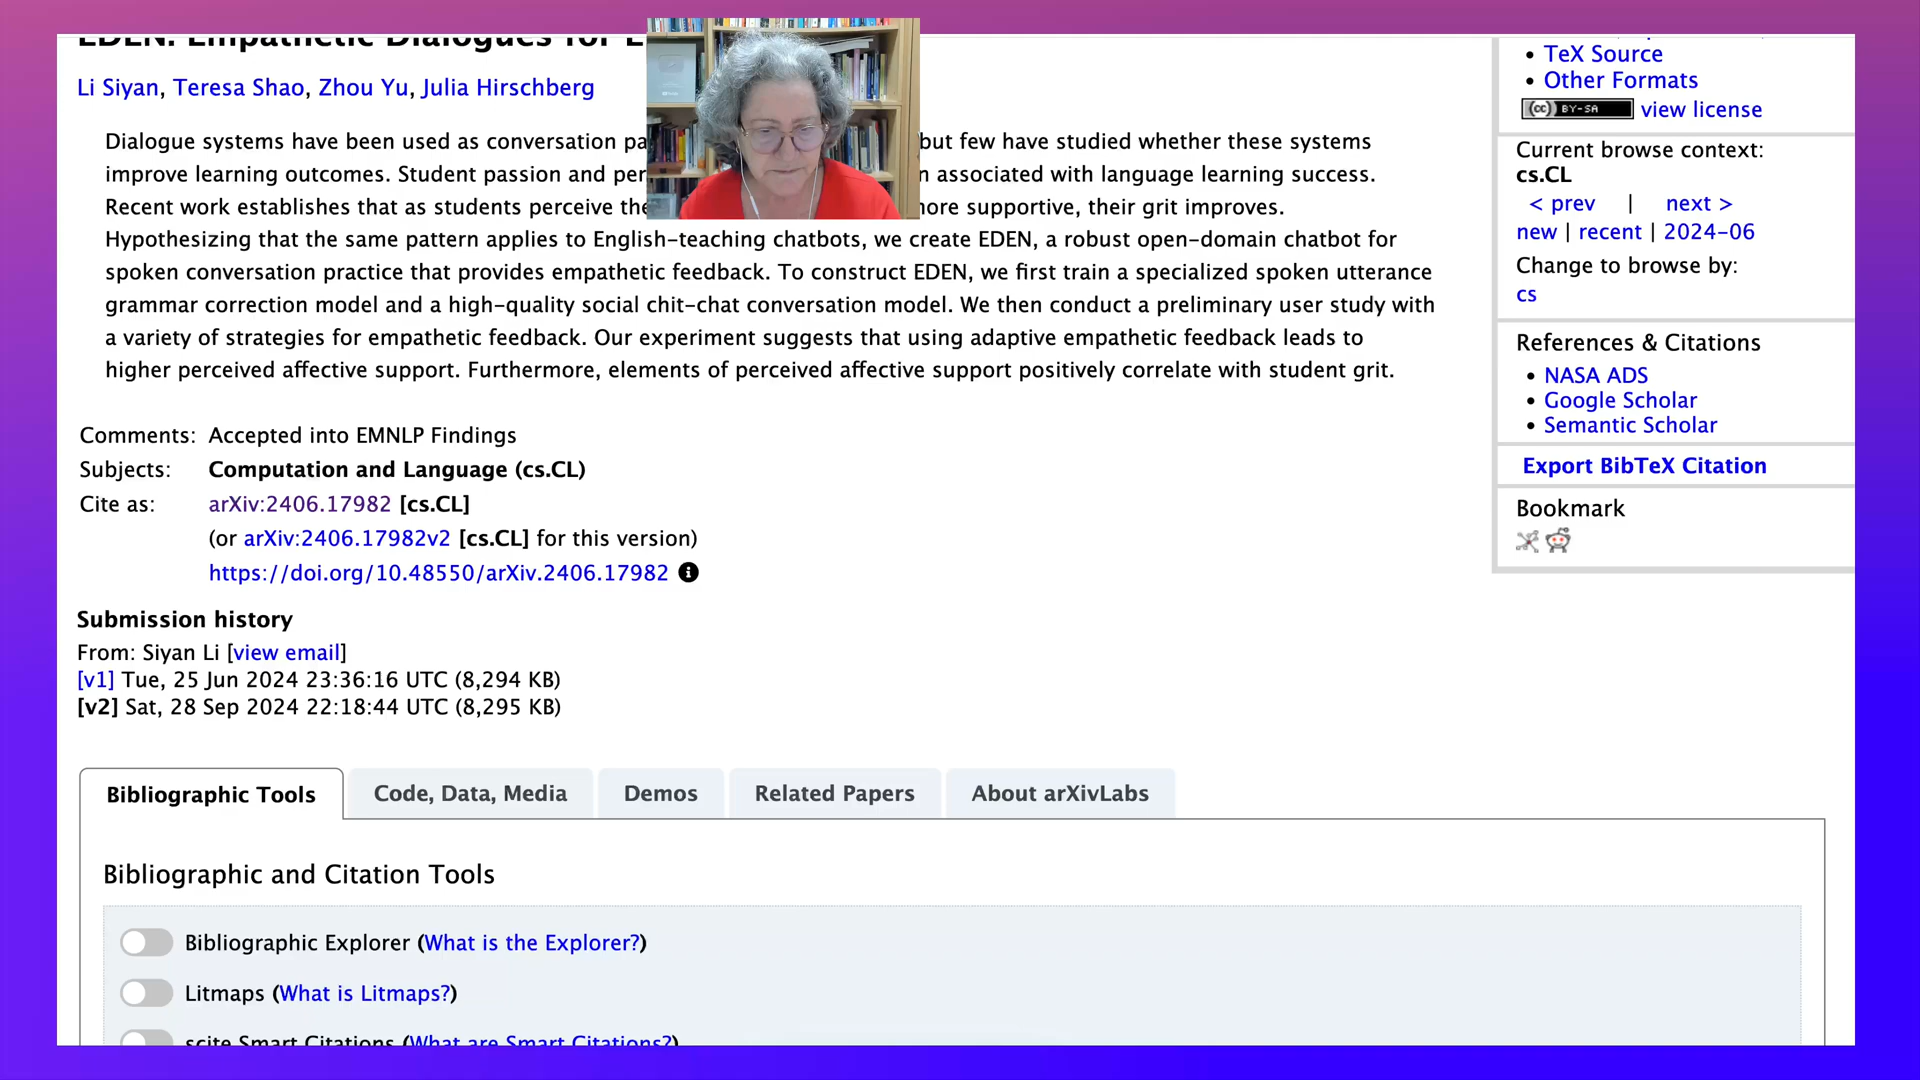 EDEN: Empathetic Dialogues for E
Li Siyan, Teresa Shao, Zhou Yu, Julia Hirschberg
Dialogue systems have been used as conversation pa but few have studied whether these systems
improve learning outcomes. Student passion and per n associated with language learning success.
Recent work establishes that as students perceive the more supportive, their grit improves.
Hypothesizing that the same pattern applies to English-teaching chatbots, we create EDEN, a robust open-domain chatbot for
spoken conversation practice that provides empathetic feedback. To construct EDEN, we first train a specialized spoken utterance
grammar correction model and a high-quality social chit-chat conversation model. We then conduct a preliminary user study with
a variety of strategies for empathetic feedback. Our experiment suggests that using adaptive empathetic feedback leads to
higher perceived affective support. Furthermore, elements of perceived affective support positively correlate with student grit.
Comments: Accepted into EMNLP Findings
Subjects: Computation and Language (cs.CL)
Cite as: arXiv:2406.17982 [cs.CL]
(or arXiv:2406.17982v2 [cs.CL] for this version)
https://doi.org/10.48550/arXiv.2406.17982
Submission history
From: Siyan Li [view email]
[v1] Tue, 25 Jun 2024 23:36:16 UTC (8,294 KB)
[v2] Sat, 28 Sep 2024 22:18:44 UTC (8,295 KB)
Bibliographic Tools
Code, Data, Media
Demos
Related Papers
About arXivLabs
Bibliographic and Citation Tools
Bibliographic Explorer (What is the Explorer?)
Litmaps (What is Litmaps?)
scite Smart Citations (What are Smart Citations?)
• TeX Source
• Other Formats
(cc) BY-SA view license
Current browse context:
cs.CL
< prev | next >
new | recent | 2024-06
Change to browse by:
cs
References & Citations
• NASA ADS
• Google Scholar
• Semantic Scholar
Export BibTeX Citation
Bookmark